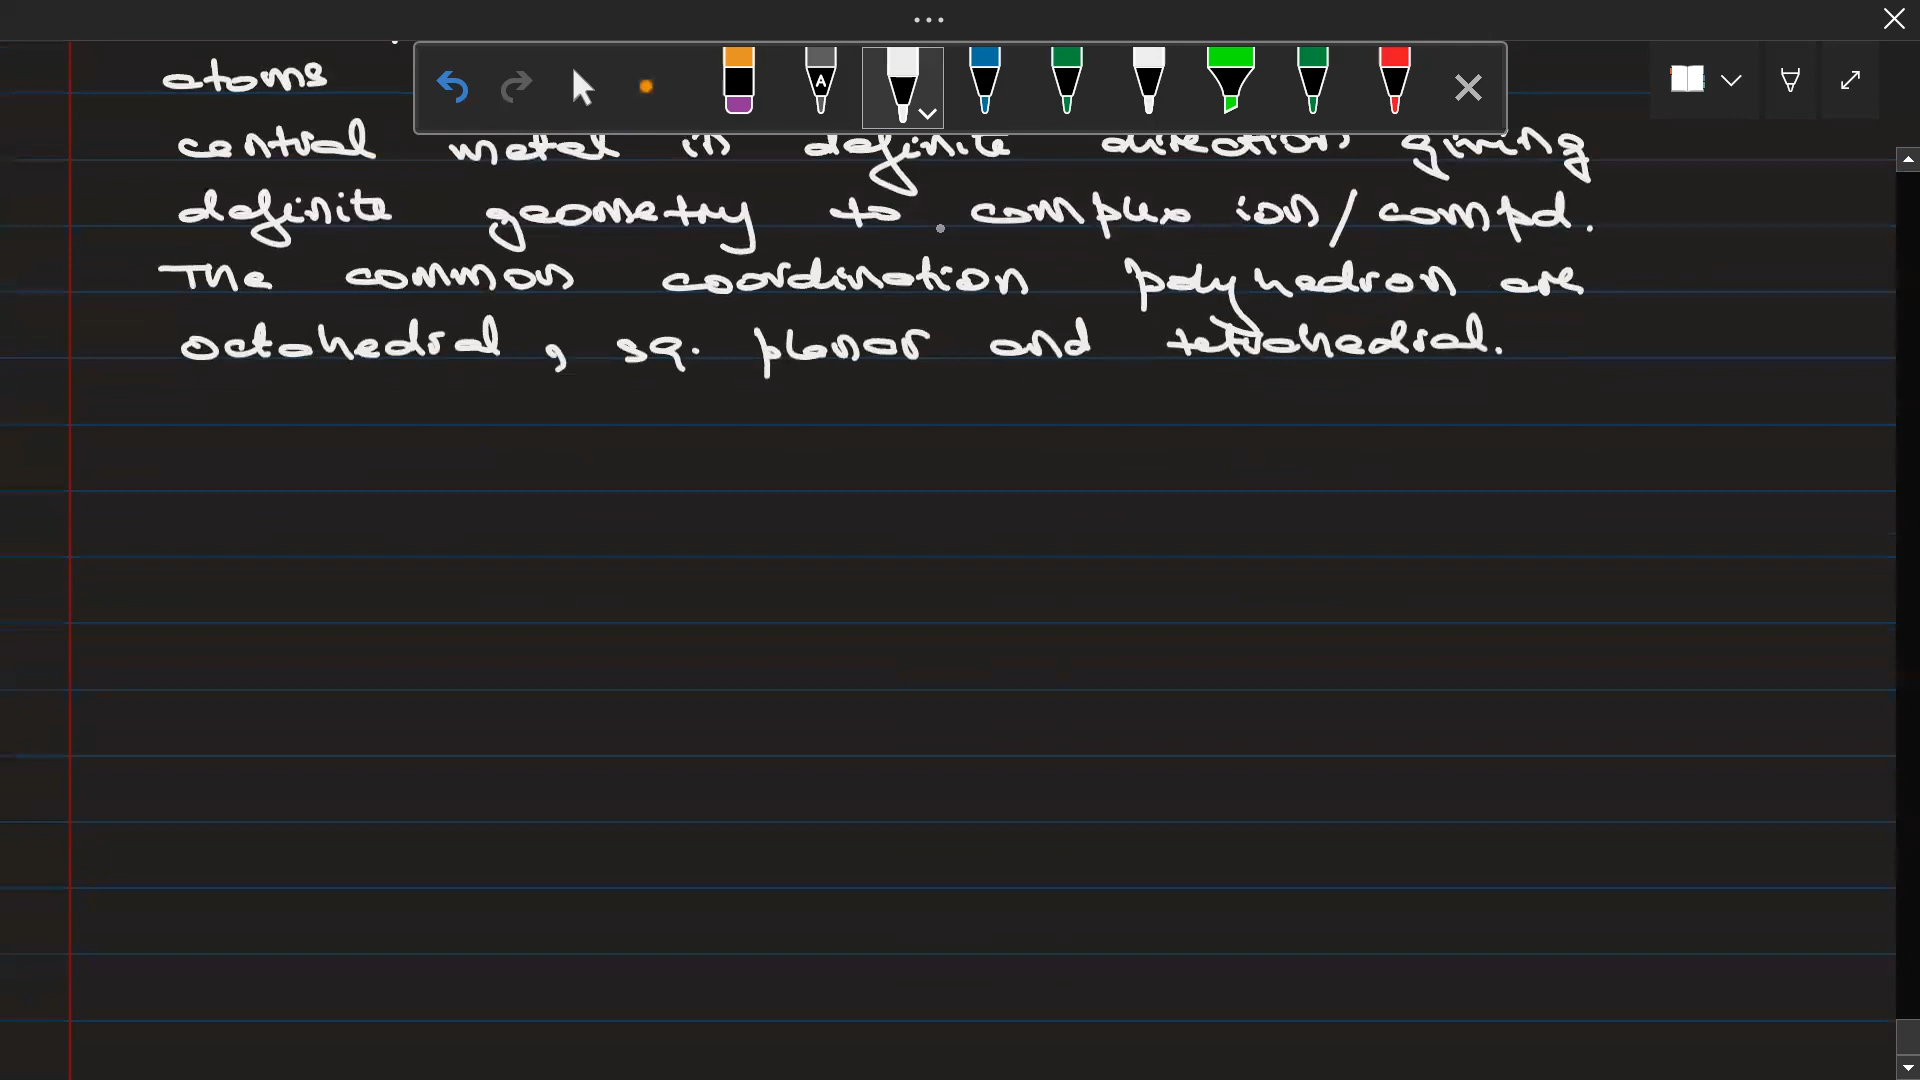 atoms
central metal in definite direction giving
definite geometry to complex ion/compd.
The common coordination polyhedron are
octahedral, sq. planar and tetrahedral.